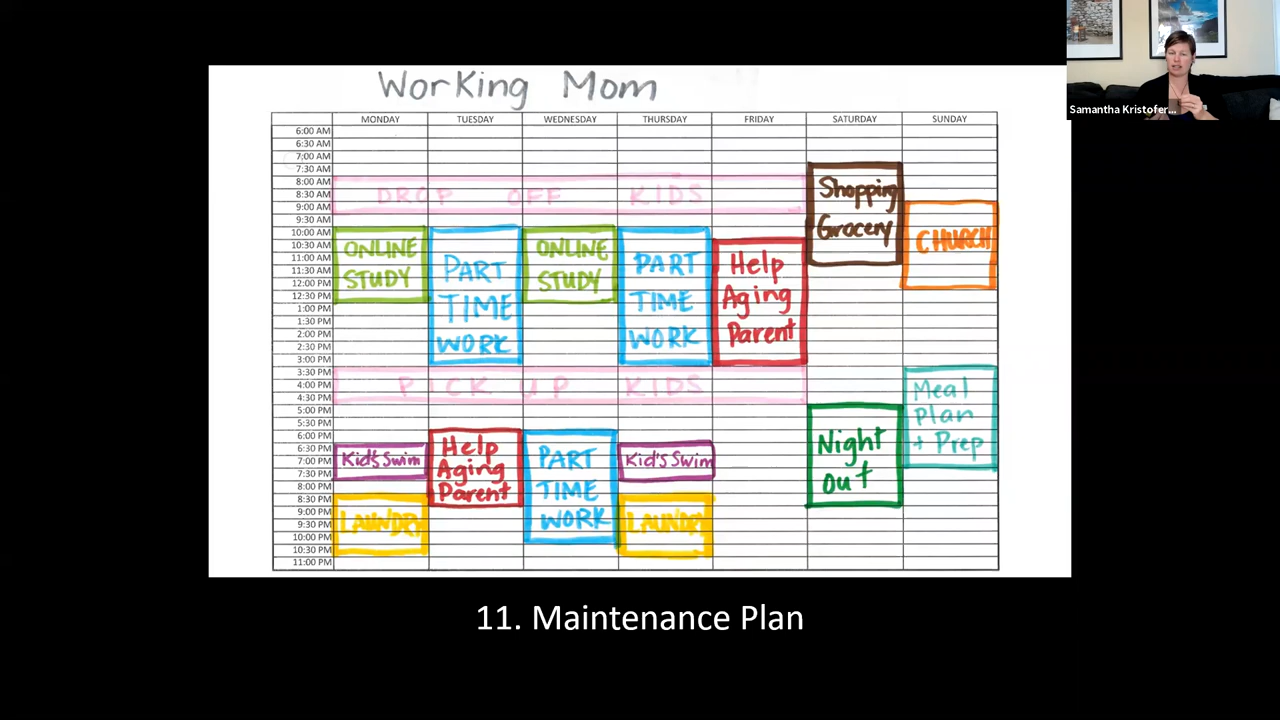 Working Mom
Samantha Kristofer...
MONDAY TUESDAY WEDNESDAY THURSDAY FRIDAY SATURDAY SUNDAY
6:00 AM
6:30 AM
7:00 AM
7:30 AM
8:00 AM
8:30 AM
9:00 AM
9:30 AM
10:00 AM
10:30 AM
11:00 AM
11:30 AM
12:00 PM
12:30 PM
1:00 PM
1:30 PM
2:00 PM
2:30 PM
3:00 PM
3:30 PM
4:00 PM
4:30 PM
5:00 PM
5:30 PM
6:00 PM
6:30 PM
7:00 PM
7:30 PM
8:00 PM
8:30 PM
9:00 PM
9:30 PM
10:00 PM
10:30 PM
11:00 PM
DROP OFF KIDS
ONLINE
STUDY
PART
TIME
WORK
ONLINE
STUDY
PART
TIME
WORK
Help
Aging
Parent
Shopping
Grocery
CHURCH
PICK UP KIDS
Kid's Swim
LAUNDRY
Help
Aging
Parent
PART
TIME
WORK
Kid's Swim
LAUNDRY
Night
out
Meal
Plan
+ Prep
11. Maintenance Plan